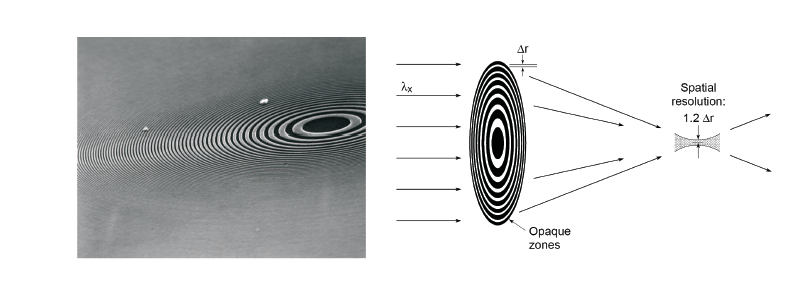 Δr
λx
Spatial
resolution:
1.2 Δr
Opaque
zones